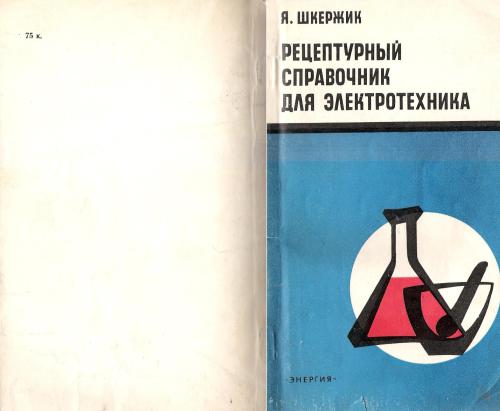 75 к.
Я. ШКЕРЖИК
РЕЦЕПТУРНЫЙ
СПРАВОЧНИК
ДЛЯ ЭЛЕКТРОТЕХНИКА
·ЭНЕРГИЯ·